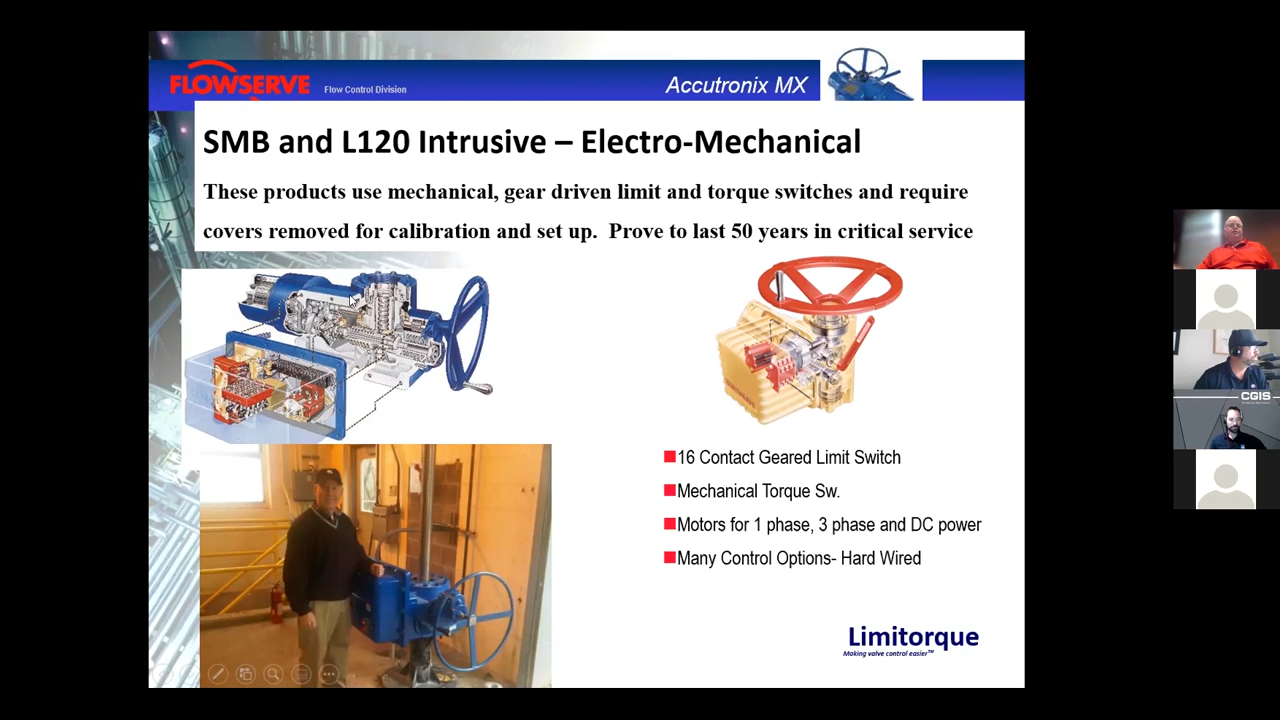 FLOWSERVE
Flow Control Division
Accutronix MX
SMB and L120 Intrusive – Electro-Mechanical
These products use mechanical, gear driven limit and torque switches and require
covers removed for calibration and set up. Prove to last 50 years in critical service
16 Contact Geared Limit Switch
Mechanical Torque Sw.
Motors for 1 phase, 3 phase and DC power
Many Control Options- Hard Wired
Limitorque
Making valve control easier™
CGIS